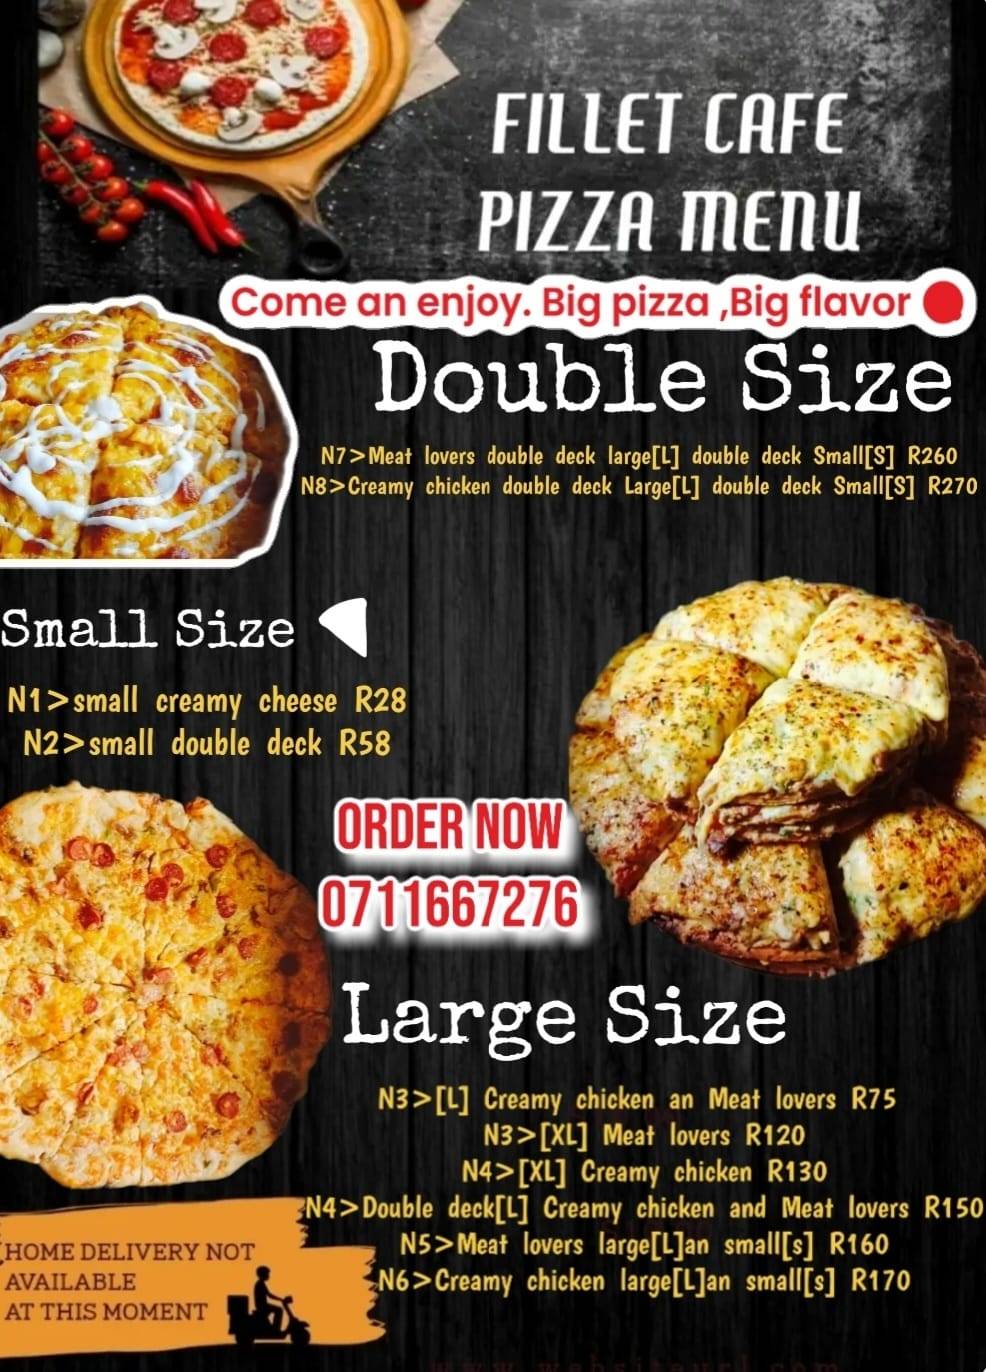 FILLET CAFE
PIZZA MENU
Come an enjoy. Big pizza ,Big flavor
Double Size
N7>Meat lovers double deck large[L] double deck Small[S] R260
N8>Creamy chicken double deck Large[L] double deck Small[S] R270
Small Size
N1>small creamy cheese R28
N2>small double deck R58
ORDER NOW
0711667276
Large Size
N3>[L] Creamy chicken an Meat lovers R75
N3>[XL] Meat lovers R120
N4>[XL] Creamy chicken R130
N4>Double deck[L] Creamy chicken and Meat lovers R150
N5>Meat lovers large[L]an small[s] R160
N6>Creamy chicken large[L]an small[s] R170
HOME DELIVERY NOT
AVAILABLE
AT THIS MOMENT